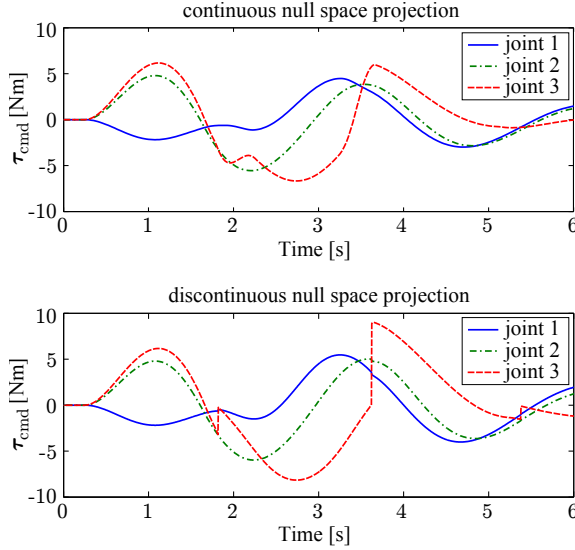 continuous null space projection
10
5
0
-5
-10
τcmd [Nm]
joint 1
joint 2
joint 3
0 1 2 3 4 5 6
Time [s]
discontinuous null space projection
10
5
0
-5
-10
τcmd [Nm]
joint 1
joint 2
joint 3
0 1 2 3 4 5 6
Time [s]